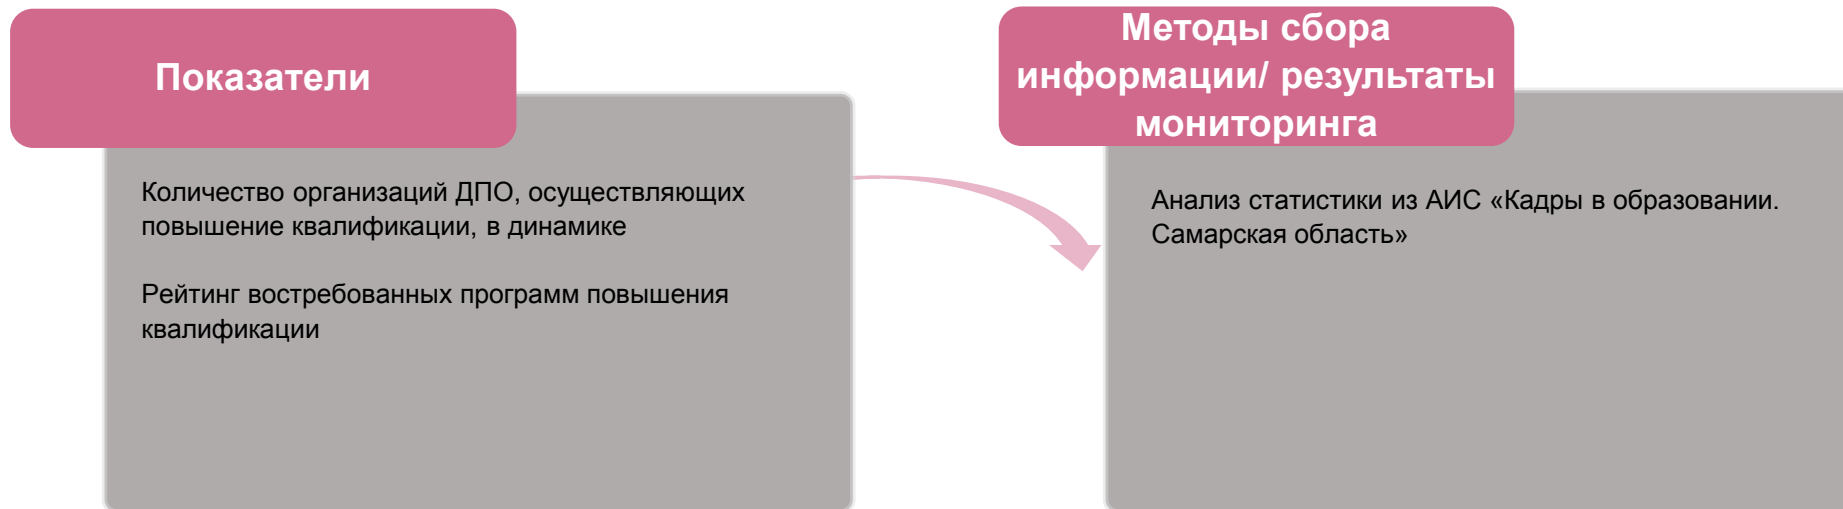 Показатели
Количество организаций ДПО, осуществляющих
повышение квалификации, в динамике
Рейтинг востребованных программ повышения
квалификации
Методы сбора
информации/ результаты
мониторинга
Анализ статистики из АИС «Кадры в образовании.
Самарская область»